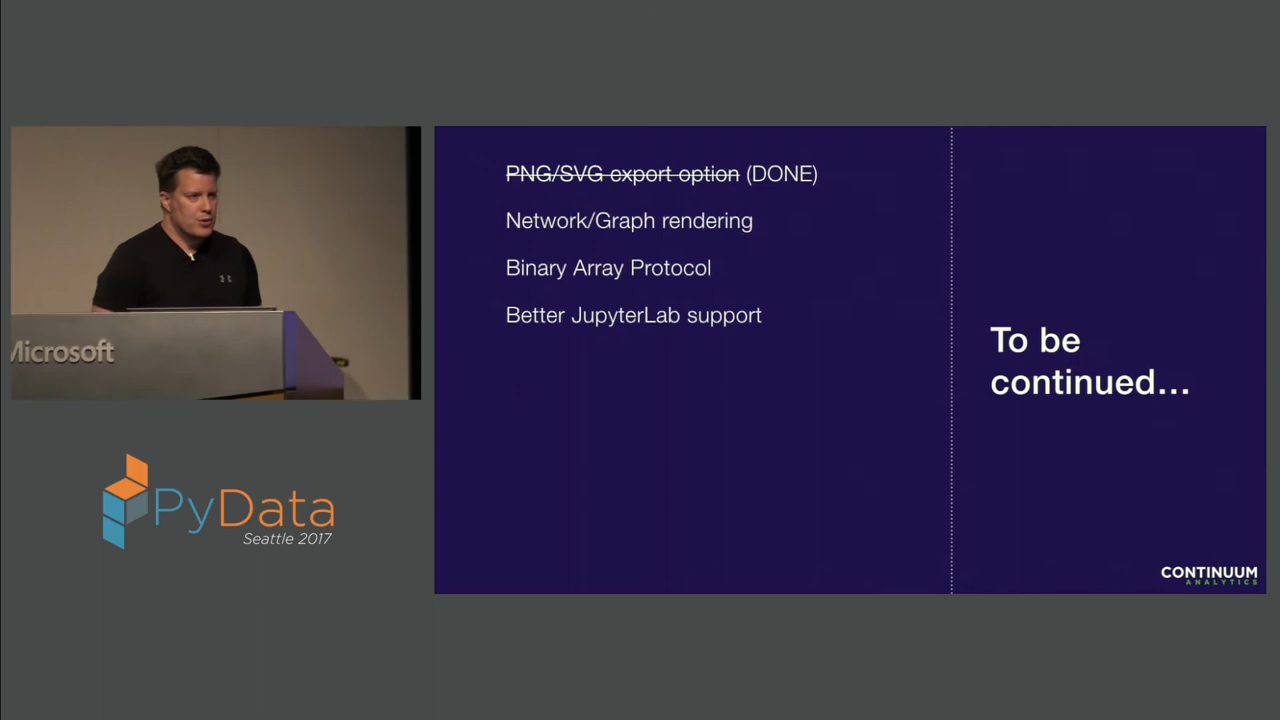 PNG/SVG export option (DONE)
Network/Graph rendering
Binary Array Protocol
Better JupyterLab support
To be
continued...
CONTINUUM
ANALYTICS
Microsoft
PyData
Seattle 2017